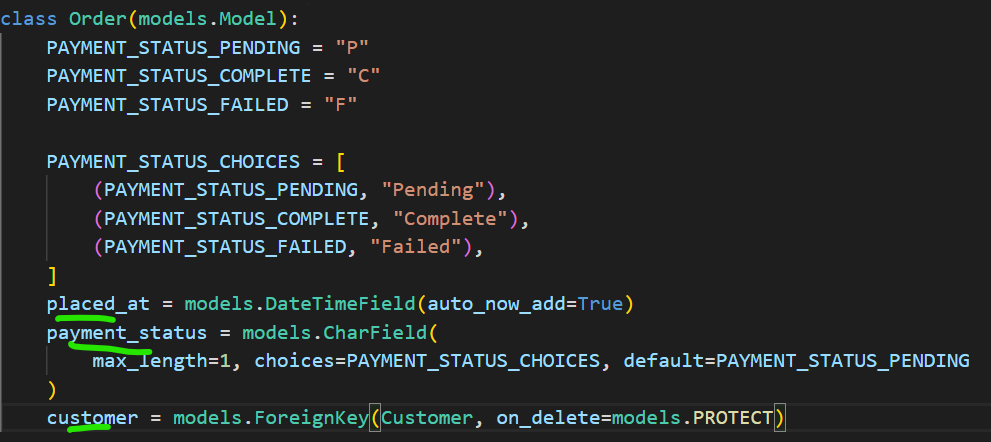 class Order(models.Model):
    PAYMENT_STATUS_PENDING = "P"
    PAYMENT_STATUS_COMPLETE = "C"
    PAYMENT_STATUS_FAILED = "F"

    PAYMENT_STATUS_CHOICES = [
        (PAYMENT_STATUS_PENDING, "Pending"),
        (PAYMENT_STATUS_COMPLETE, "Complete"),
        (PAYMENT_STATUS_FAILED, "Failed"),
    ]
    placed_at = models.DateTimeField(auto_now_add=True)
    payment_status = models.CharField(
        max_length=1, choices=PAYMENT_STATUS_CHOICES, default=PAYMENT_STATUS_PENDING
    )
    customer = models.ForeignKey(Customer, on_delete=models.PROTECT)